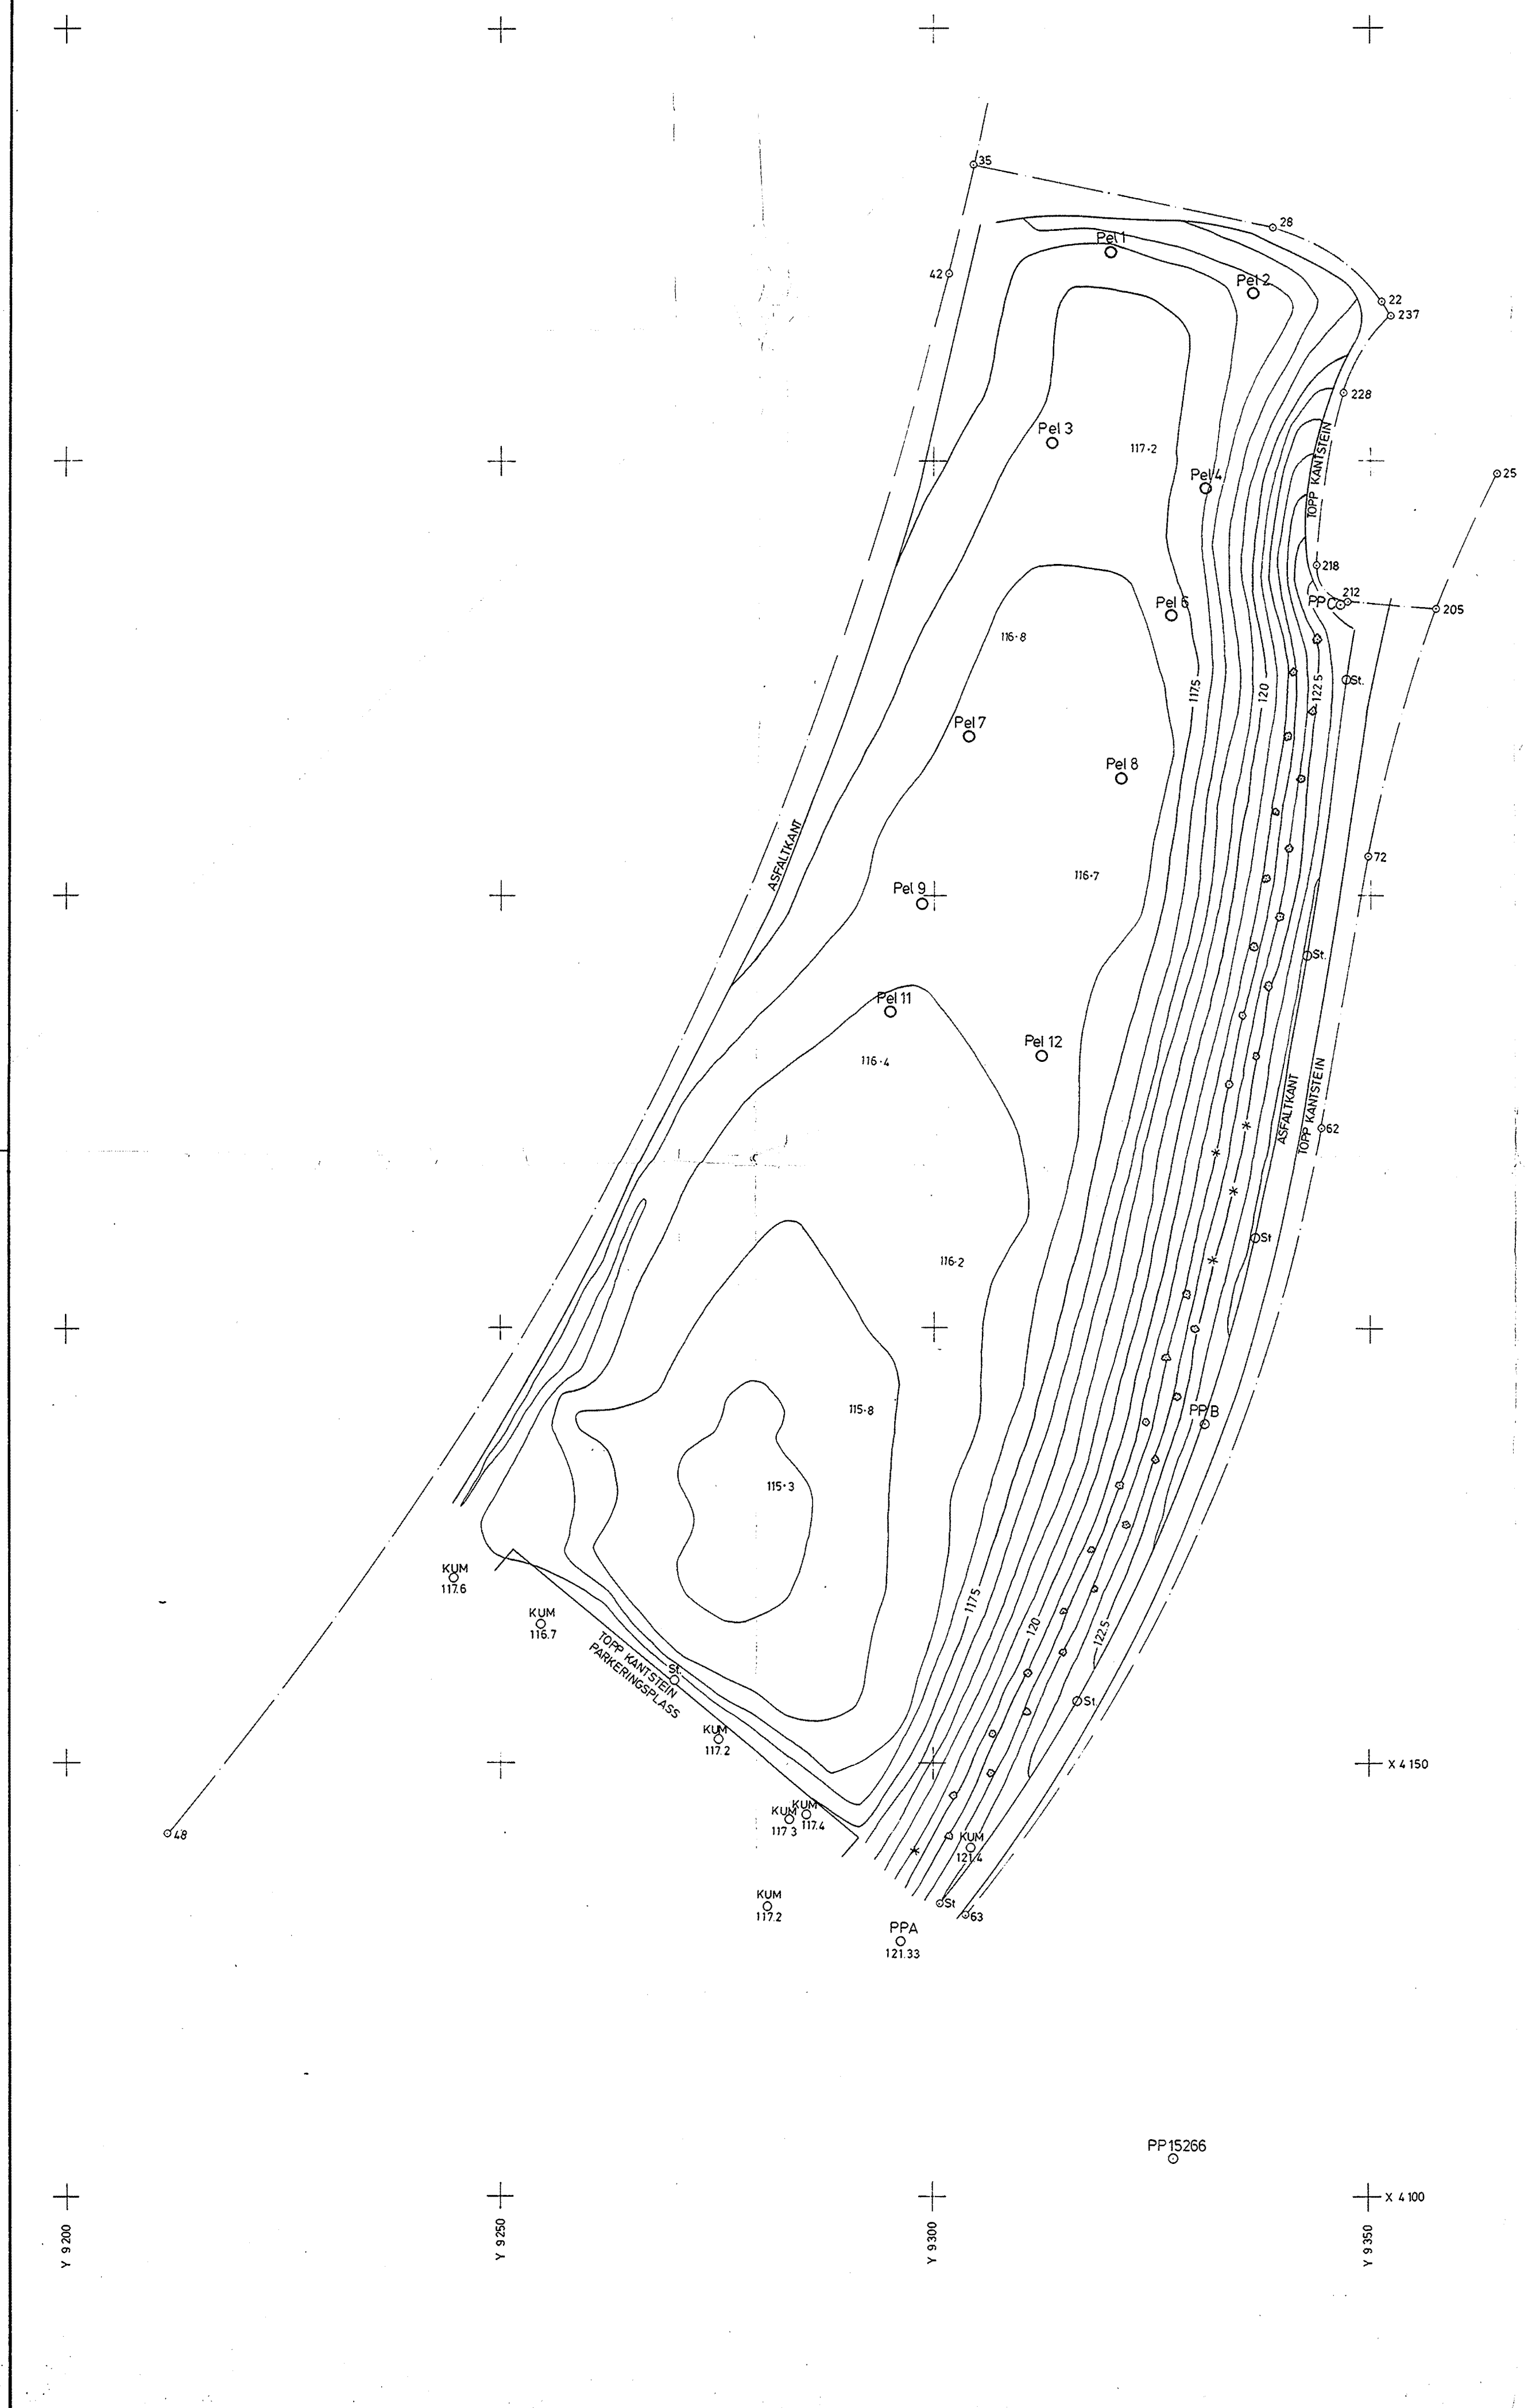 35
28
Pel 1
42
Pel 2
22
237
228
Pel 3
117.2
TOPP KANTSTEIN
25
Pel 4
218
212
Pel 6
PP C
205
116.8
117.5
120
122.5
St.
Pel 7
Pel 8
ASFALTKANT
72
116.7
Pel 9
St.
Pel 11
Pel 12
116.4
ASFALTKANT
TOPP KANTSTEIN
62
St
116.2
115.8
PP B
115.3
KUM
117.6
117.5
KUM
116.7
120
122.5
TOPP KANTSTEIN
PARKERINGSPLASS
St.
St.
KUM
117.2
X 4 150
KUM
117.3
KUM
117.4
48
KUM
121.4
KUM
117.2
St
63
PPA
121.33
PP 15266
X 4 100
Y 9 200
Y 9 250
Y 9 300
Y 9 350